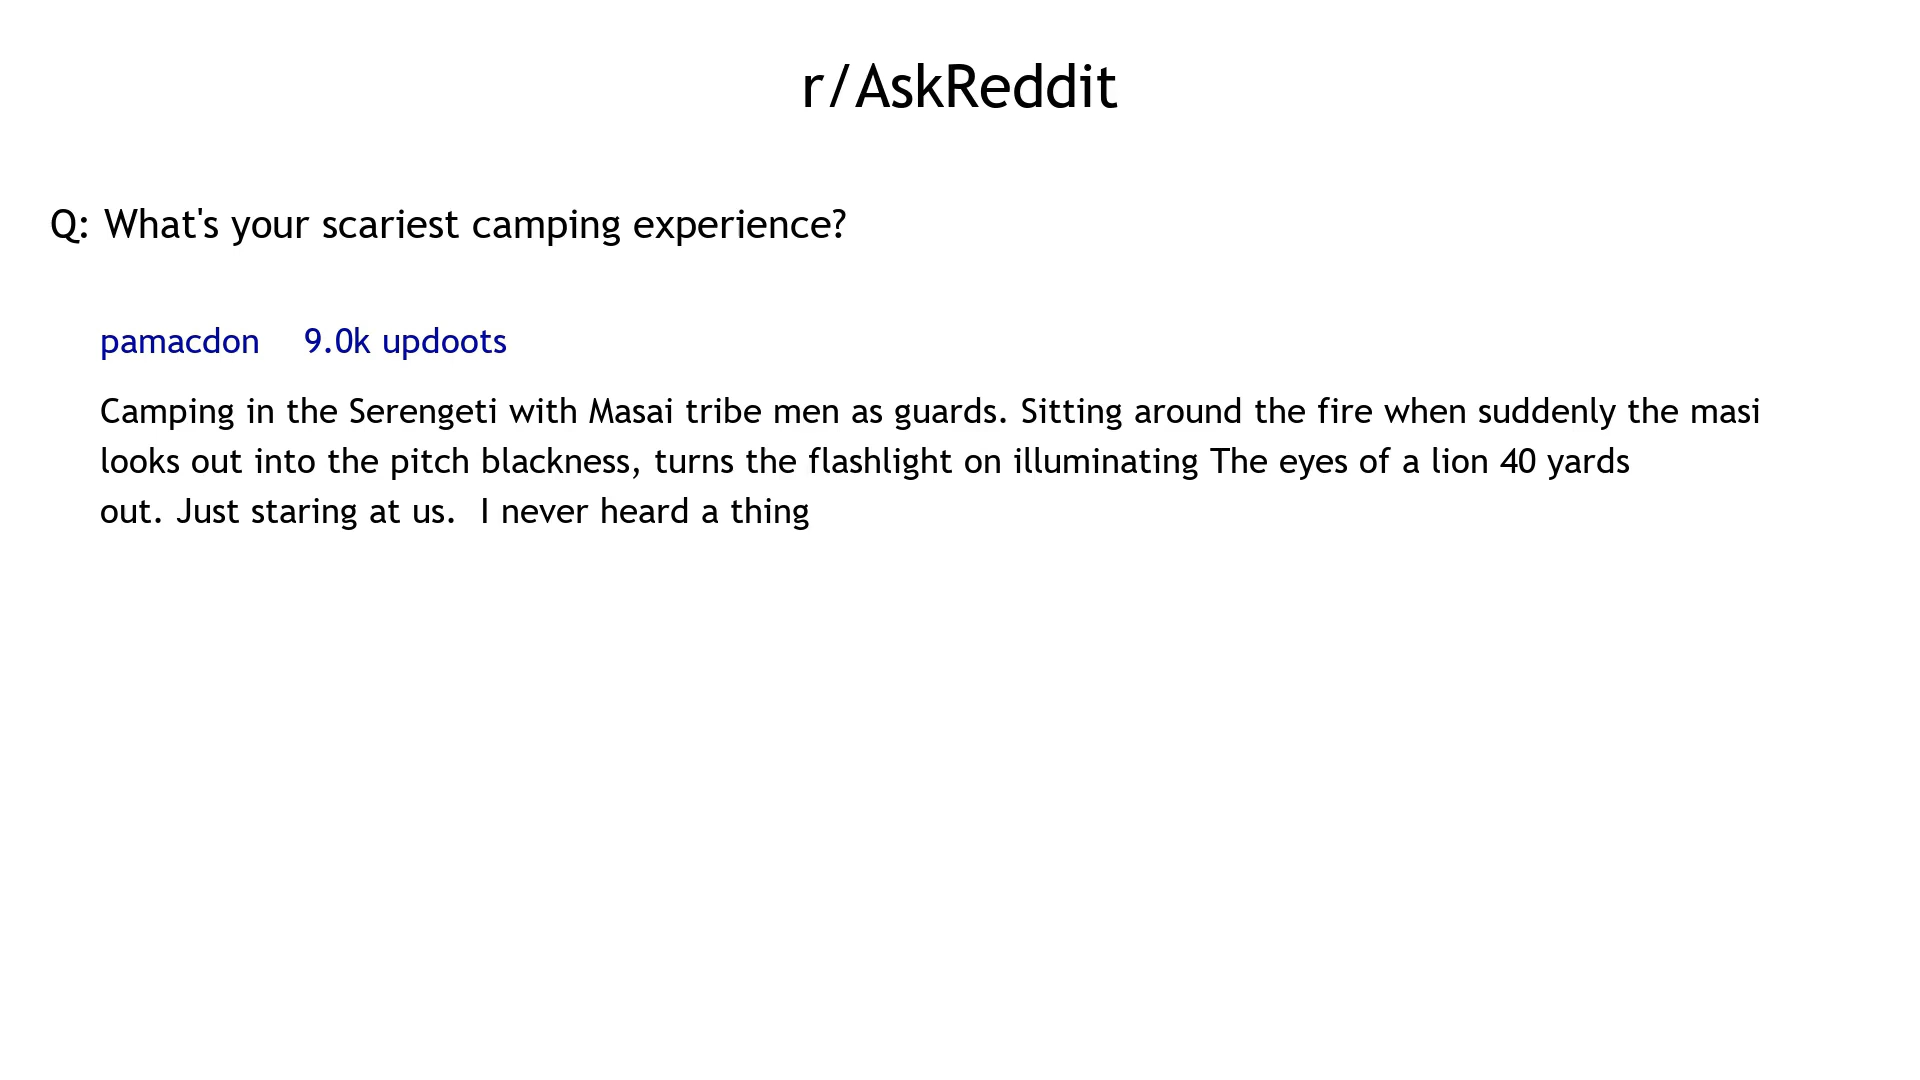 r/AskReddit
Q: What's your scariest camping experience?
pamacdon 9.0k updoots
Camping in the Serengeti with Masai tribe men as guards. Sitting around the fire when suddenly the masi
looks out into the pitch blackness, turns the flashlight on illuminating The eyes of a lion 40 yards
out. Just staring at us.  I never heard a thing